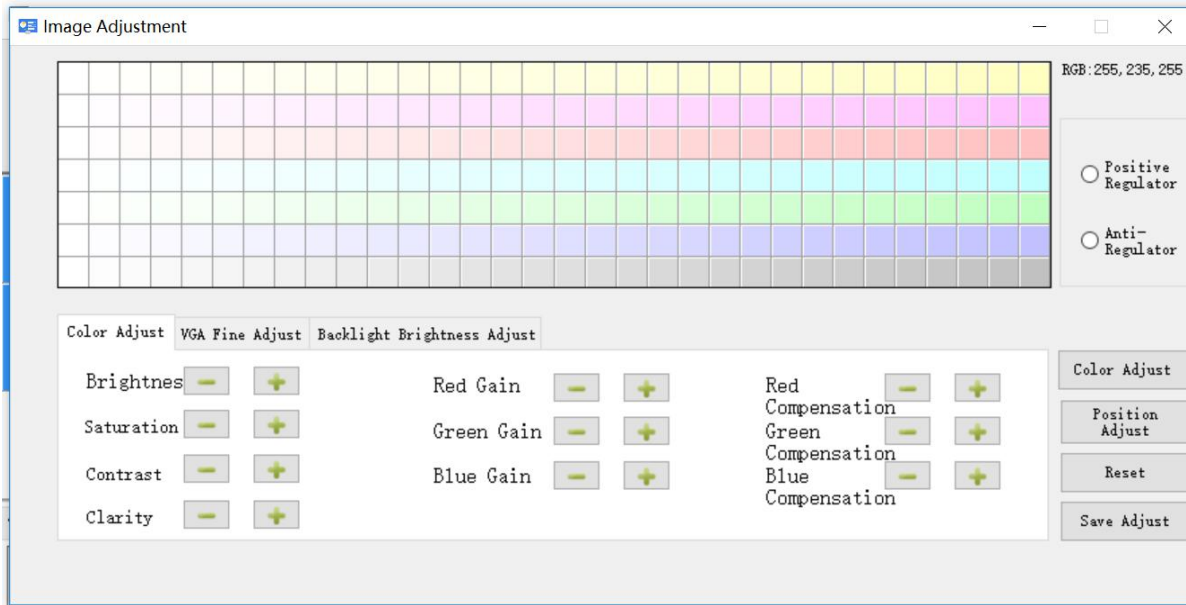 Image Adjustment
RGB:255,235,255
Positive
Regulator
Anti-
Regulator
Color Adjust
VGA Fine Adjust
Backlight Brightness Adjust
Brightnes
Saturation
Contrast
Clarity
Red Gain
Green Gain
Blue Gain
Red
Compensation
Green
Compensation
Blue
Compensation
Color Adjust
Position
Adjust
Reset
Save Adjust